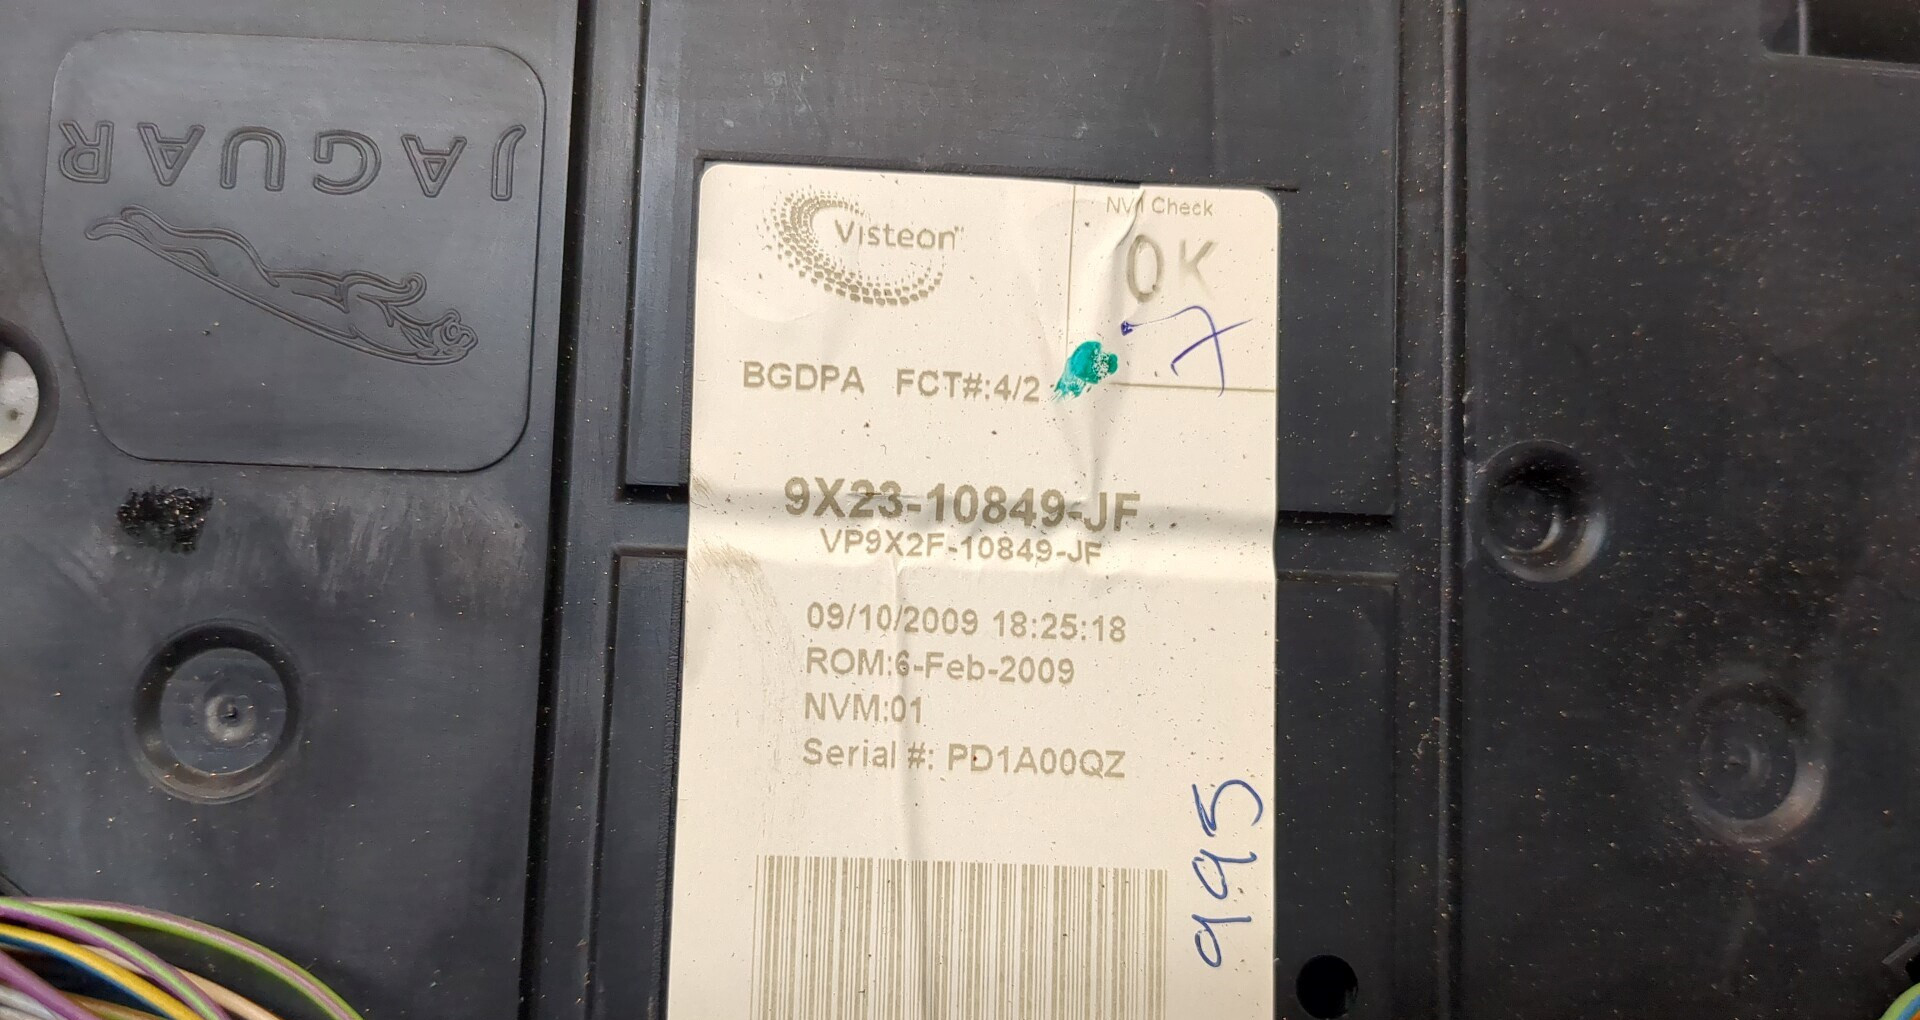 JAGUAR
Visteon
NVM Check
OK
7
BGDPA FCT#:4/2
9X23-10849-JF
VP9X2F-10849-JF
09/10/2009 18:25:18
ROM:6-Feb-2009
NVM:01
Serial #: PD1A00QZ
995